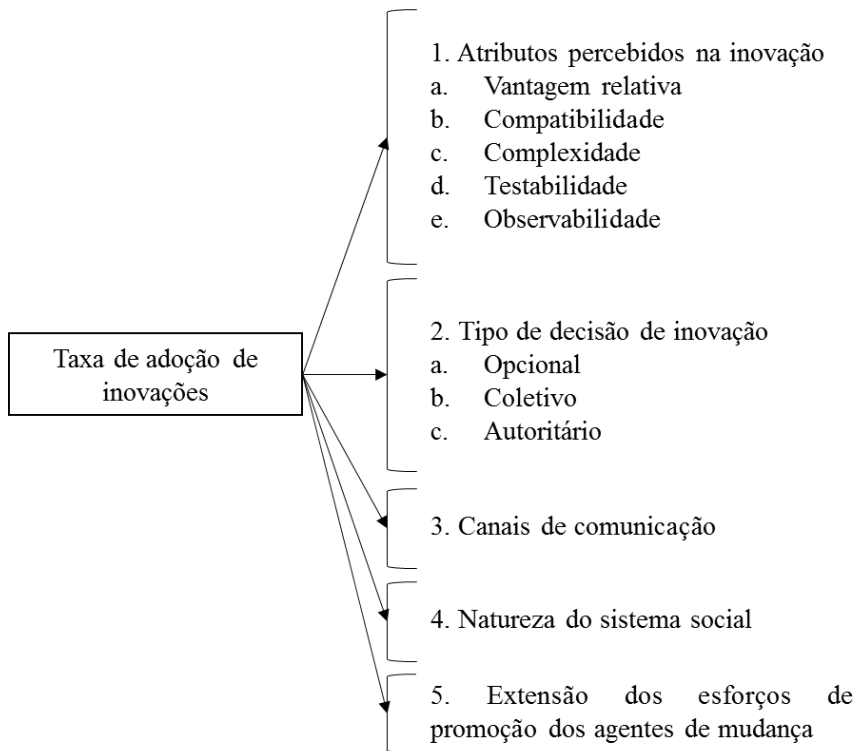 Taxa de adoção de
inovações
1. Atributos percebidos na inovação
a. Vantagem relativa
b. Compatibilidade
c. Complexidade
d. Testabilidade
e. Observabilidade
2. Tipo de decisão de inovação
a. Opcional
b. Coletivo
c. Autoritário
3. Canais de comunicação
4. Natureza do sistema social
5. Extensão dos esforços de
promoção dos agentes de mudança